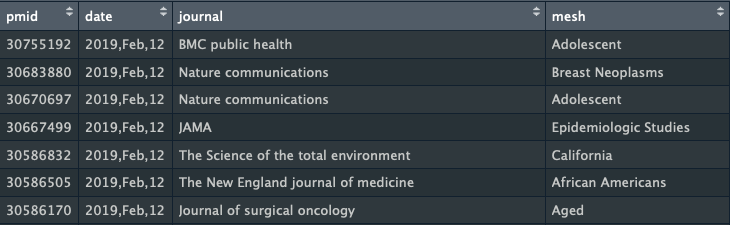 pmid date journal mesh
30755192 2019,Feb,12 BMC public health Adolescent
30683880 2019,Feb,12 Nature communications Breast Neoplasms
30670697 2019,Feb,12 Nature communications Adolescent
30667499 2019,Feb,12 JAMA Epidemiologic Studies
30586832 2019,Feb,12 The Science of the total environment California
30586505 2019,Feb,12 The New England journal of medicine African Americans
30586170 2019,Feb,12 Journal of surgical oncology Aged